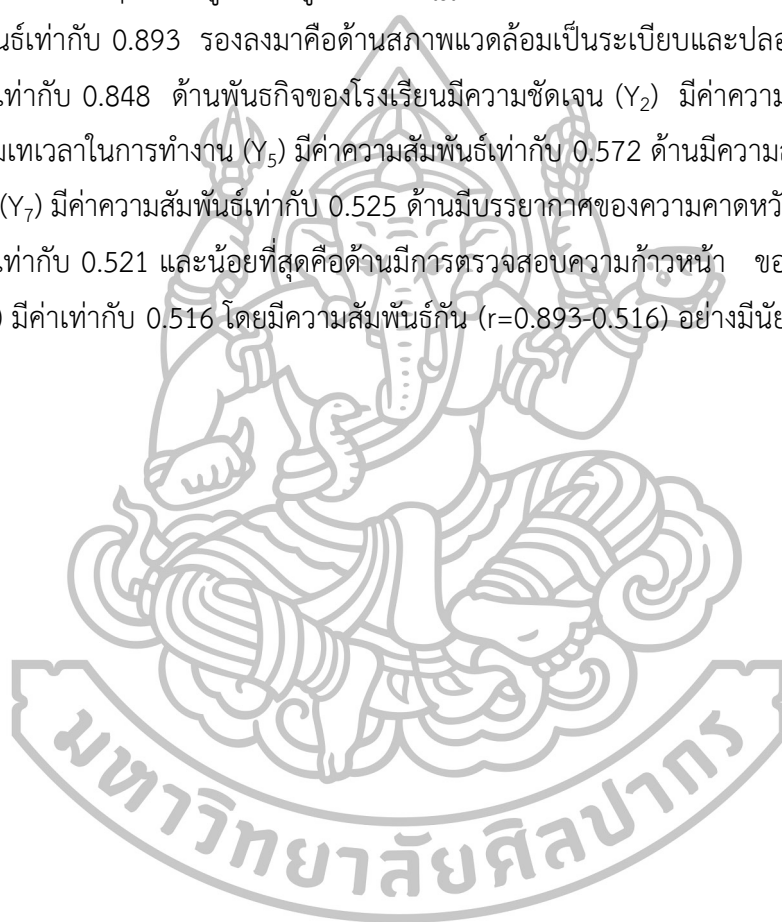 นธ์เท่ากับ 0.893 รองลงมาคือด้านสภาพแวดล้อมเป็นระเบียบและปลอ
เท่ากับ 0.848 ด้านพันธกิจของโรงเรียนมีความชัดเจน (Y2) มีค่าความ
มเทเวลาในการทำงาน (Y5) มีค่าความสัมพันธ์เท่ากับ 0.572 ด้านมีความส
(Y7) มีค่าความสัมพันธ์เท่ากับ 0.525 ด้านมีบรรยากาศของความคาดหวั
เท่ากับ 0.521 และน้อยที่สุดคือด้านมีการตรวจสอบความก้าวหน้า ขอ
) มีค่าเท่ากับ 0.516 โดยมีความสัมพันธ์กัน (r=0.893-0.516) อย่างมีนัย
มหาวิทยาลัยศิลปากร